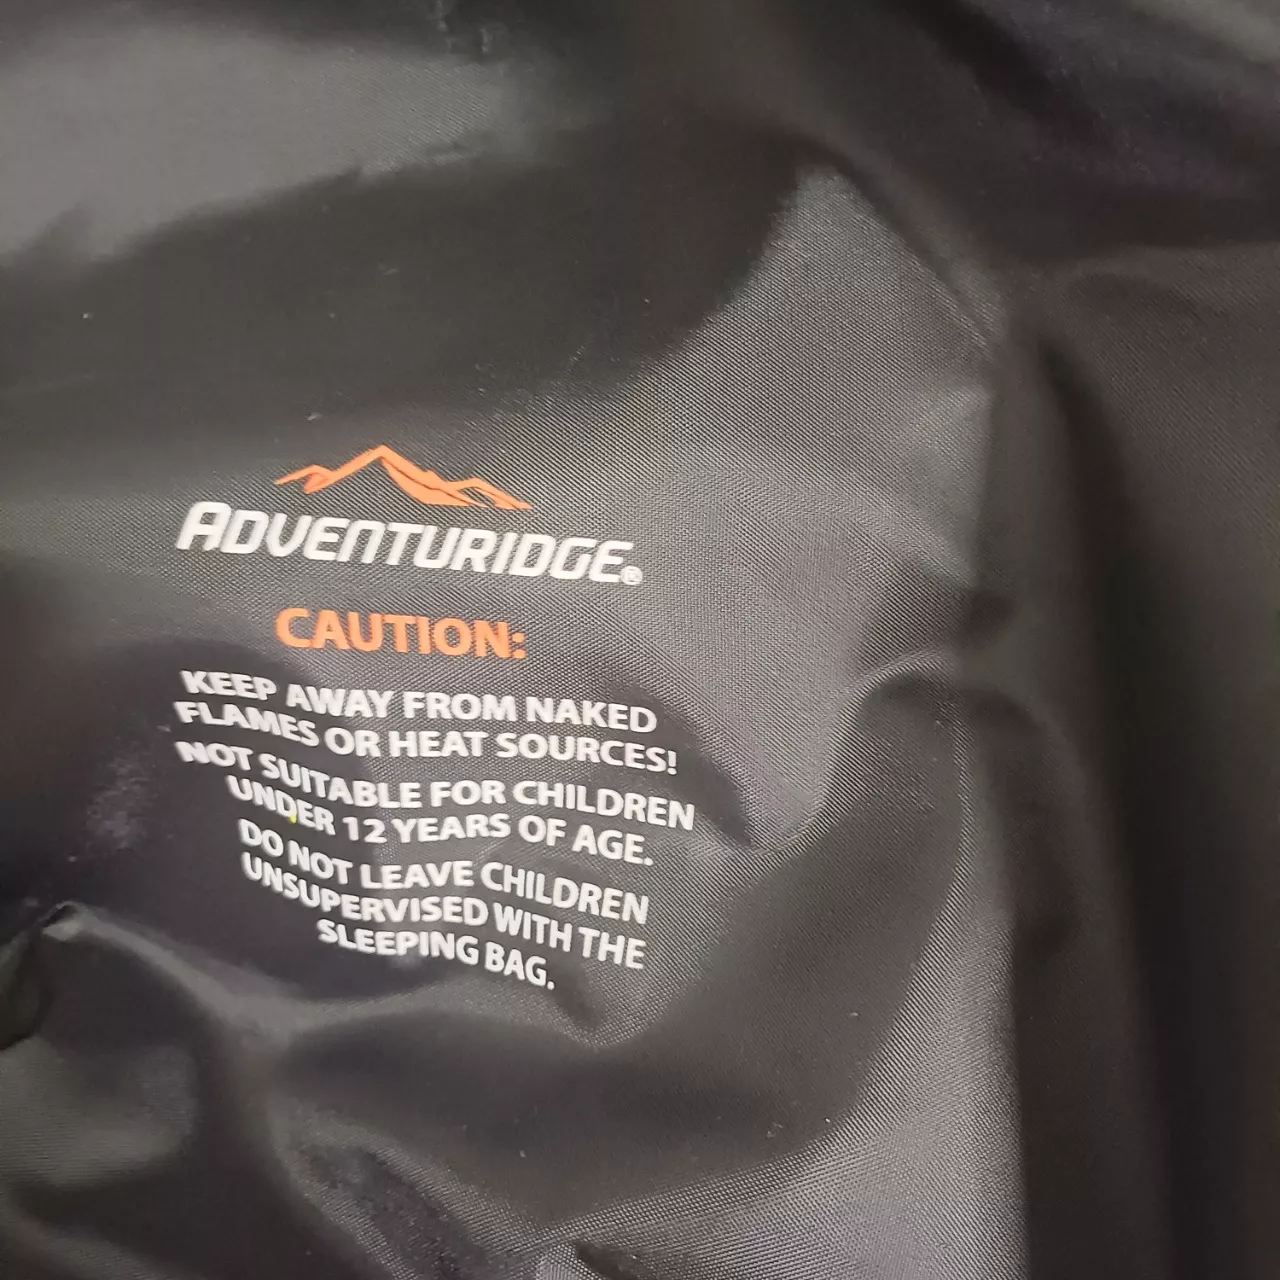 ADVENTURIDGE®
CAUTION:
KEEP AWAY FROM NAKED
FLAMES OR HEAT SOURCES!
NOT SUITABLE FOR CHILDREN
UNDER 12 YEARS OF AGE.
DO NOT LEAVE CHILDREN
UNSUPERVISED WITH THE
SLEEPING BAG.